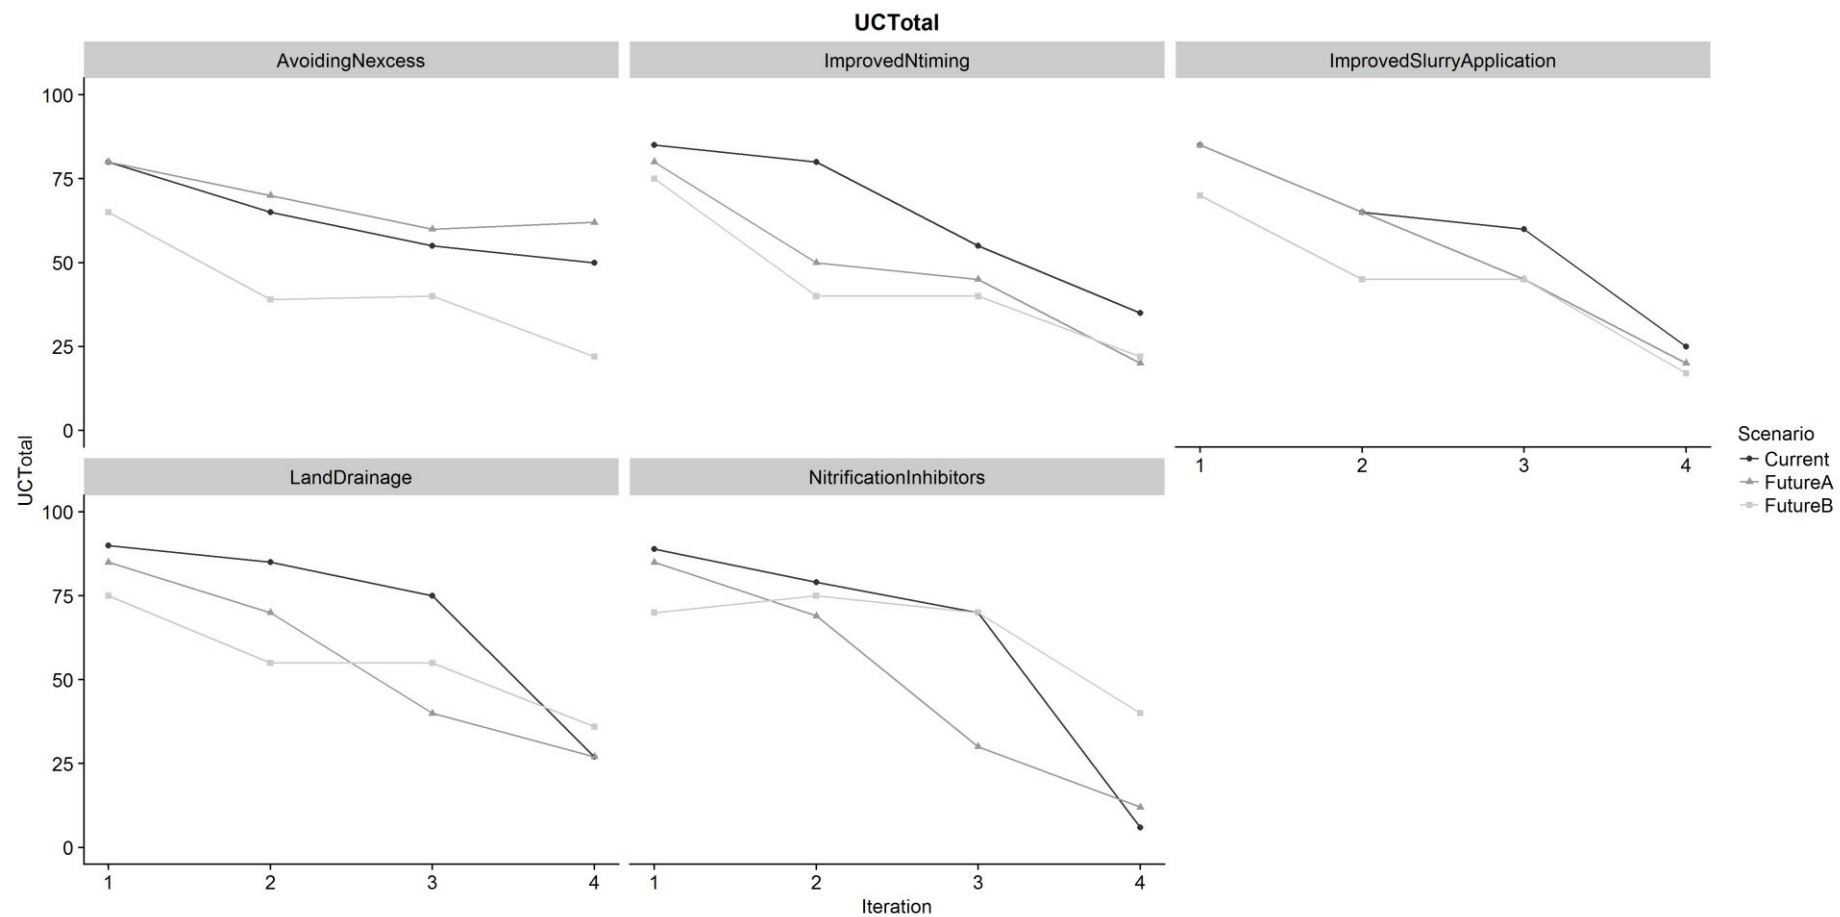 UCTotal
AvoidingNexcess
ImprovedNtiming
ImprovedSlurryApplication
100
75
50
25
0
1
2
3
4
UCTotal
LandDrainage
NitrificationInhibitors
100
75
50
25
0
1
2
3
4
1
2
3
4
Iteration
Scenario
Current
FutureA
FutureB